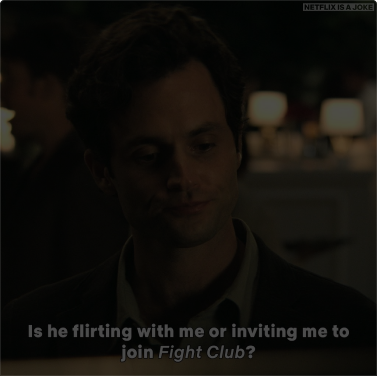 NETFLIX IS A JOKE
Is he flirting with me or inviting me to
join Fight Club?